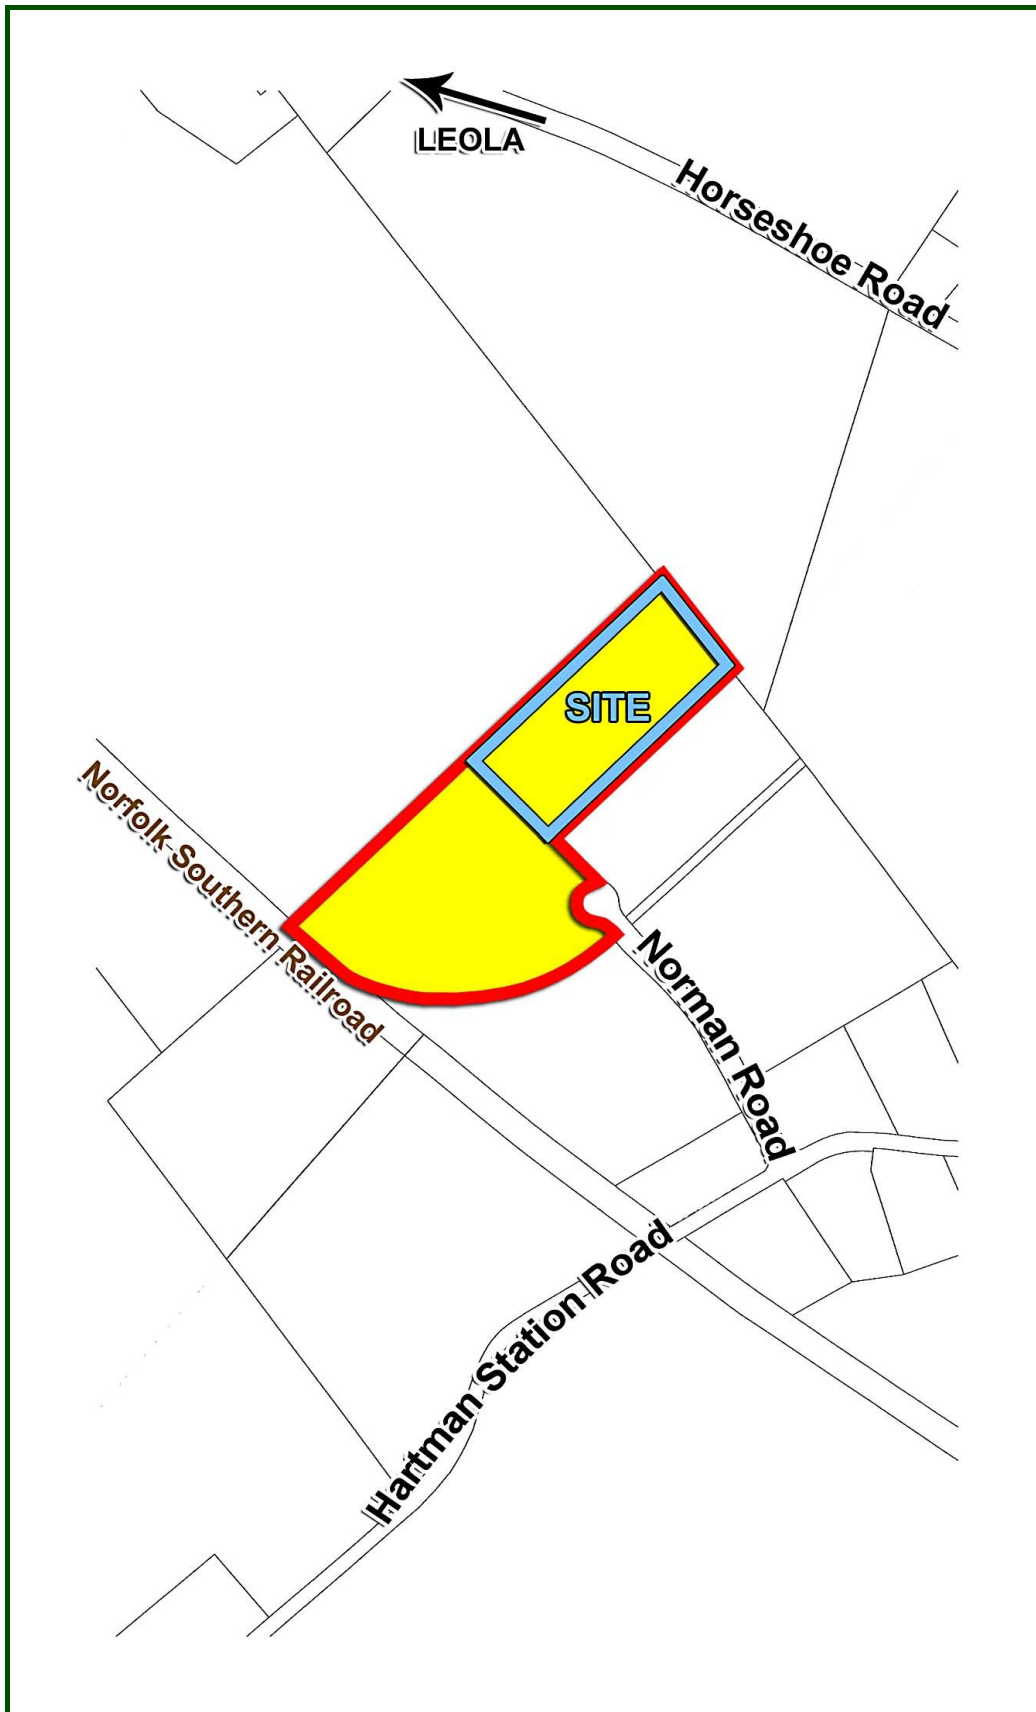 LEOLA
Horseshoe Road
SITE
Norfolk Southern Railroad
Norman Road
Hartman Station Road